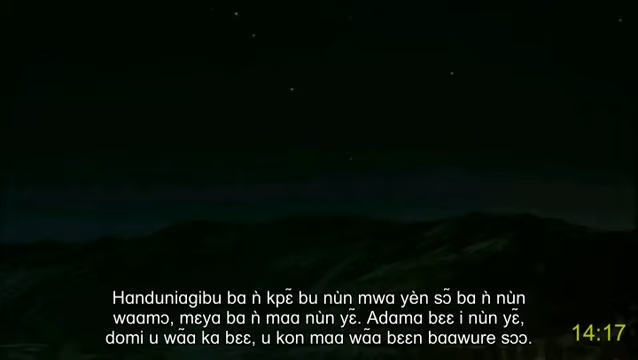 Handuniagibu ba ǹ kpɛ̃ bu nùn mwa yèn sɔ̃ ba ǹ nùn
waamɔ, mɛya ba ǹ maa nùn yɛ̃. Adama bɛɛ i nùn yɛ̃,
domi u wãa ka bɛɛ, u kon maa wãa bɛɛn baawure sɔɔ.
14:17